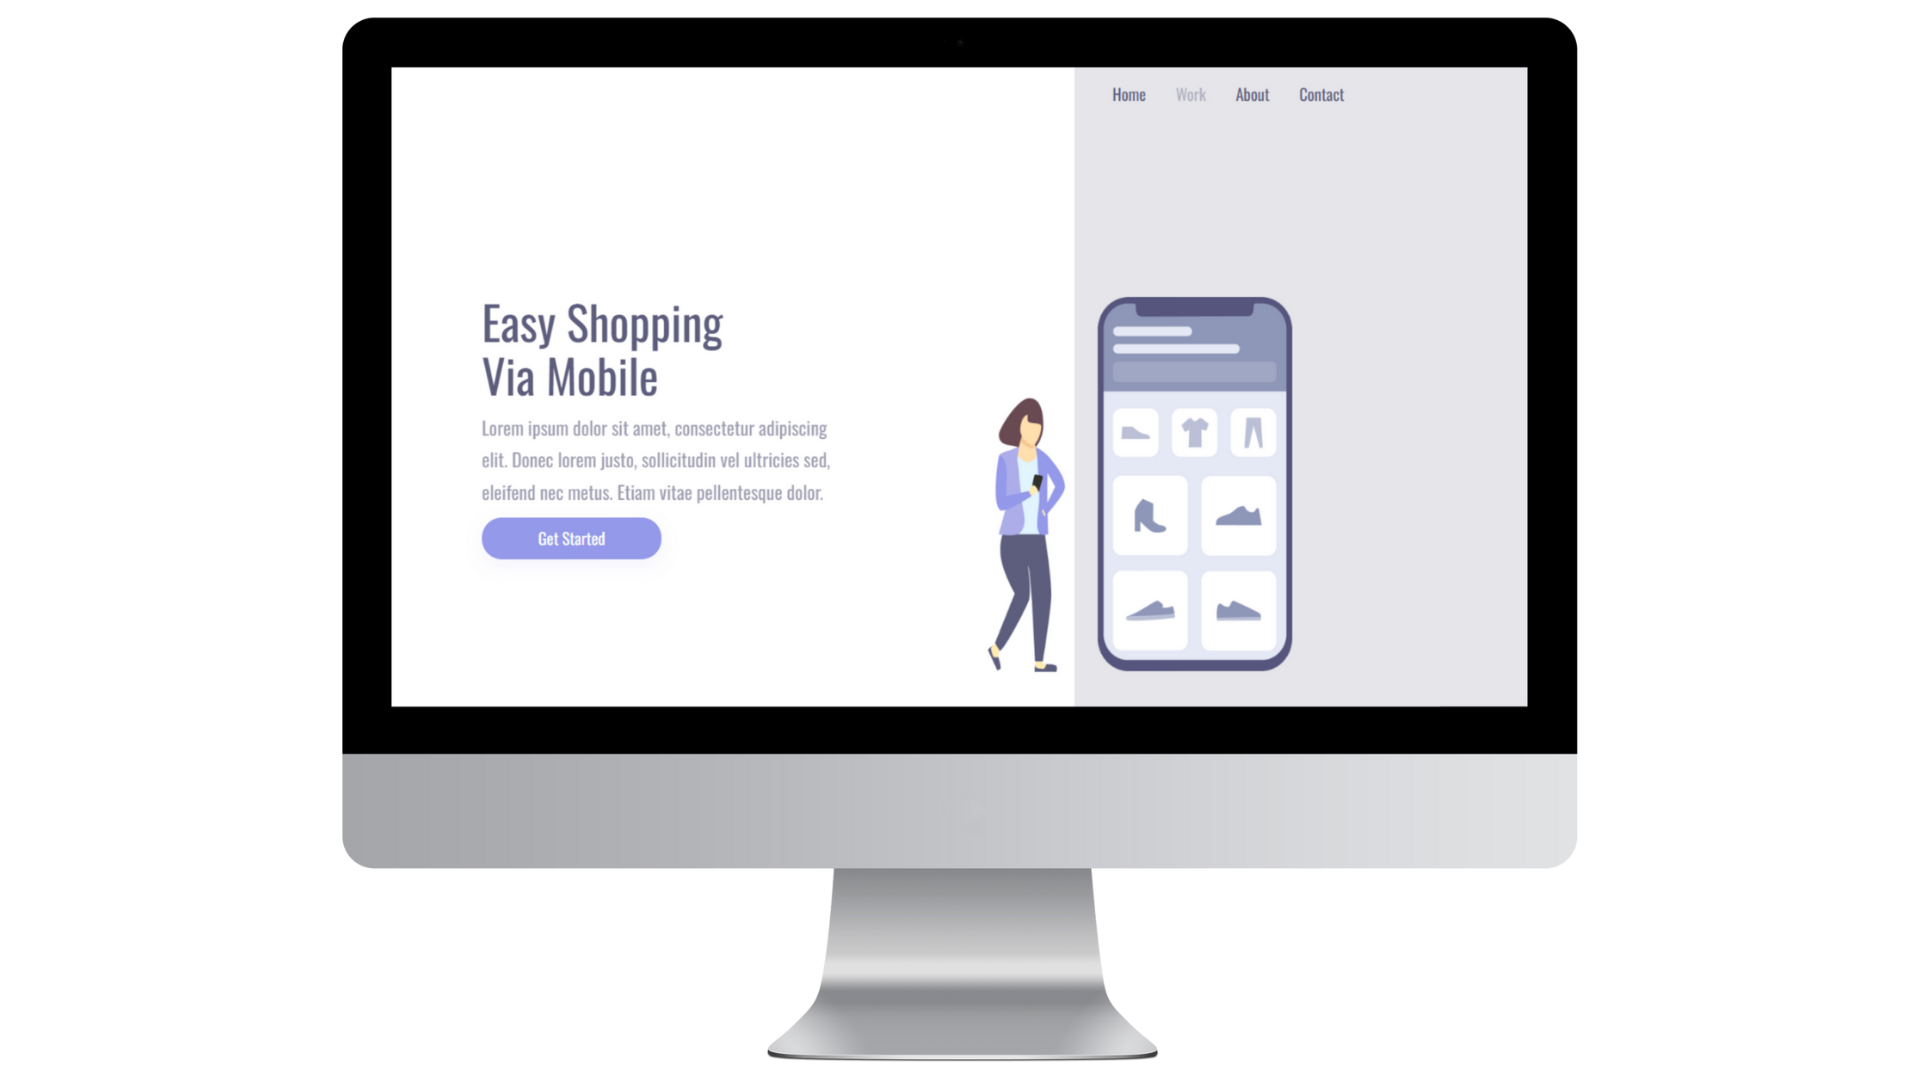 Home Work About Contact
Easy Shopping
Via Mobile
Lorem ipsum dolor sit amet, consectetur adipiscing
elit. Donec lorem justo, sollicitudin vel ultricies sed,
eleifend nec metus. Etiam vitae pellentesque dolor.
Get Started